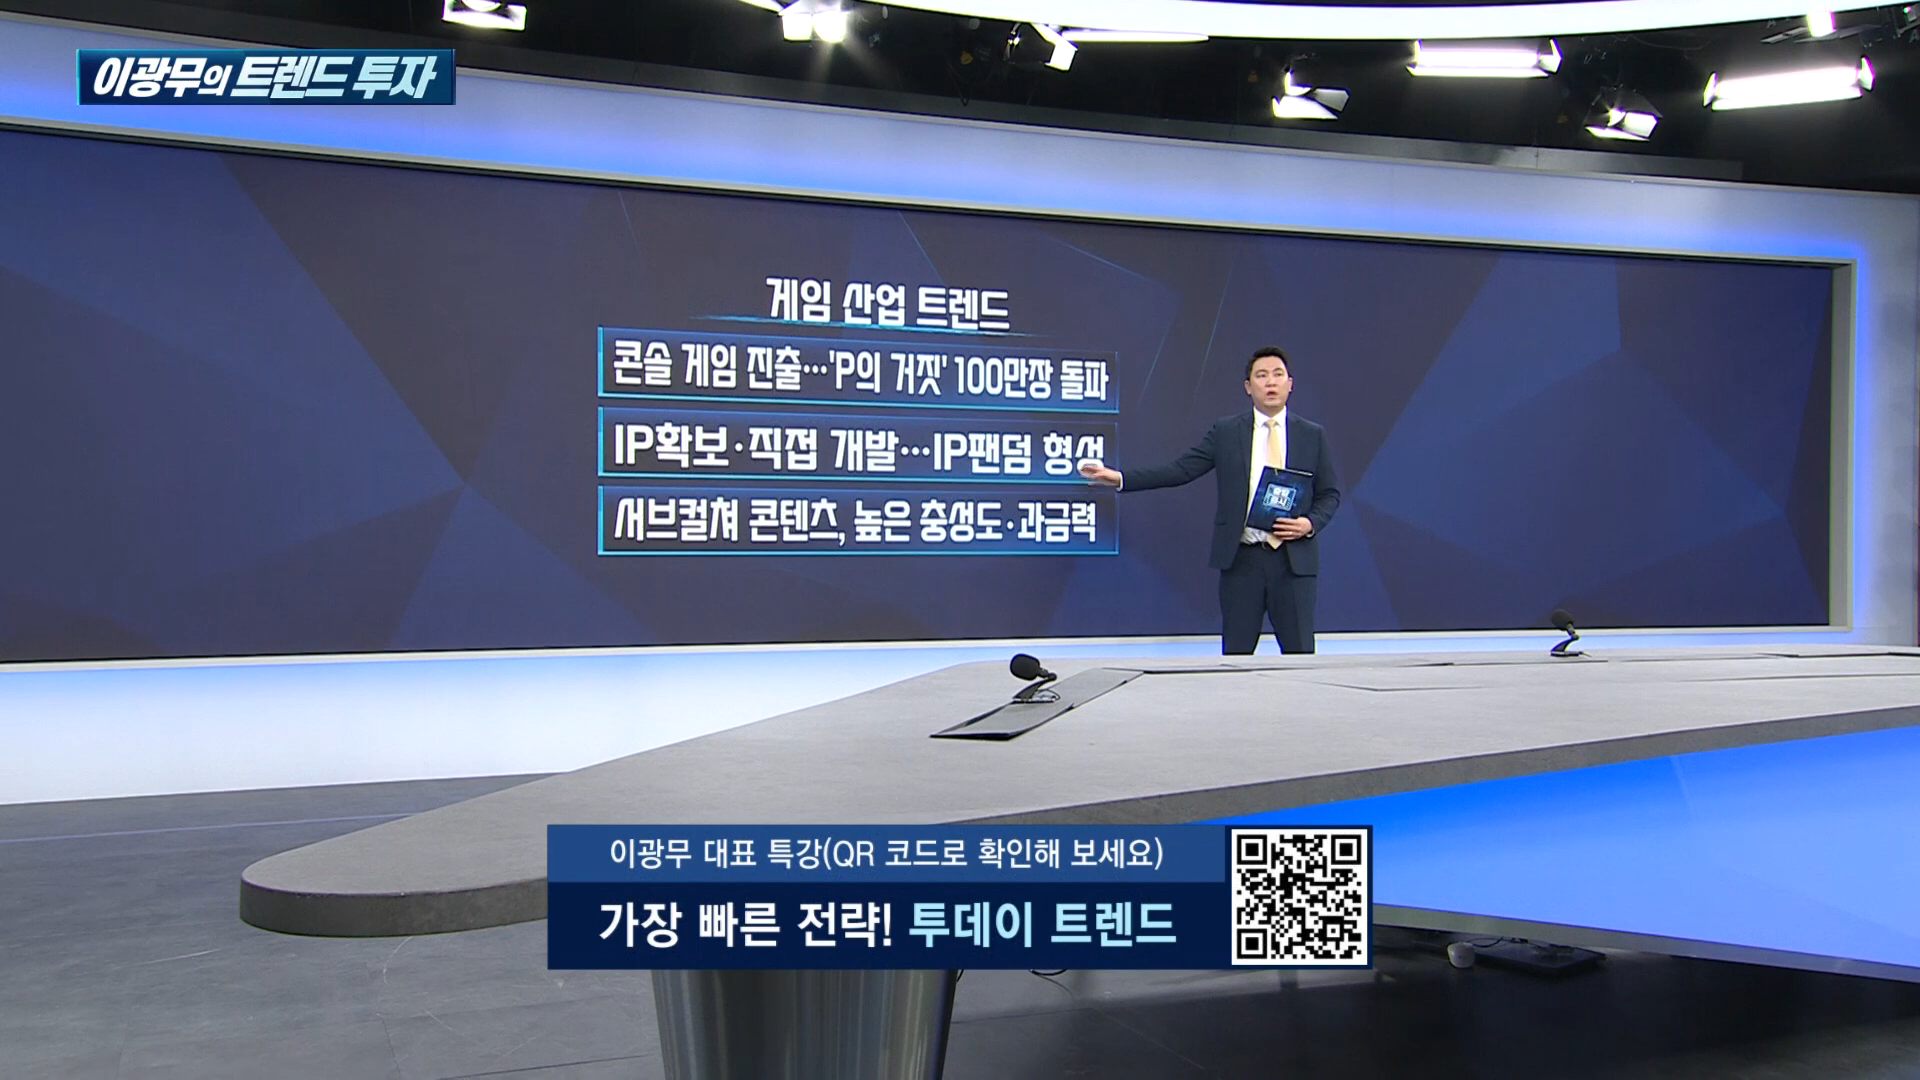 이광무의 트렌드 투자
게임 산업 트렌드
콘솔 게임 진출…'P의 거짓' 100만장 돌파
IP확보·직접 개발…IP팬덤 형성
서브컬쳐 콘텐츠, 높은 충성도·과금력
이광무 대표 특강(QR 코드로 확인해 보세요)
가장 빠른 전략! 투데이 트렌드